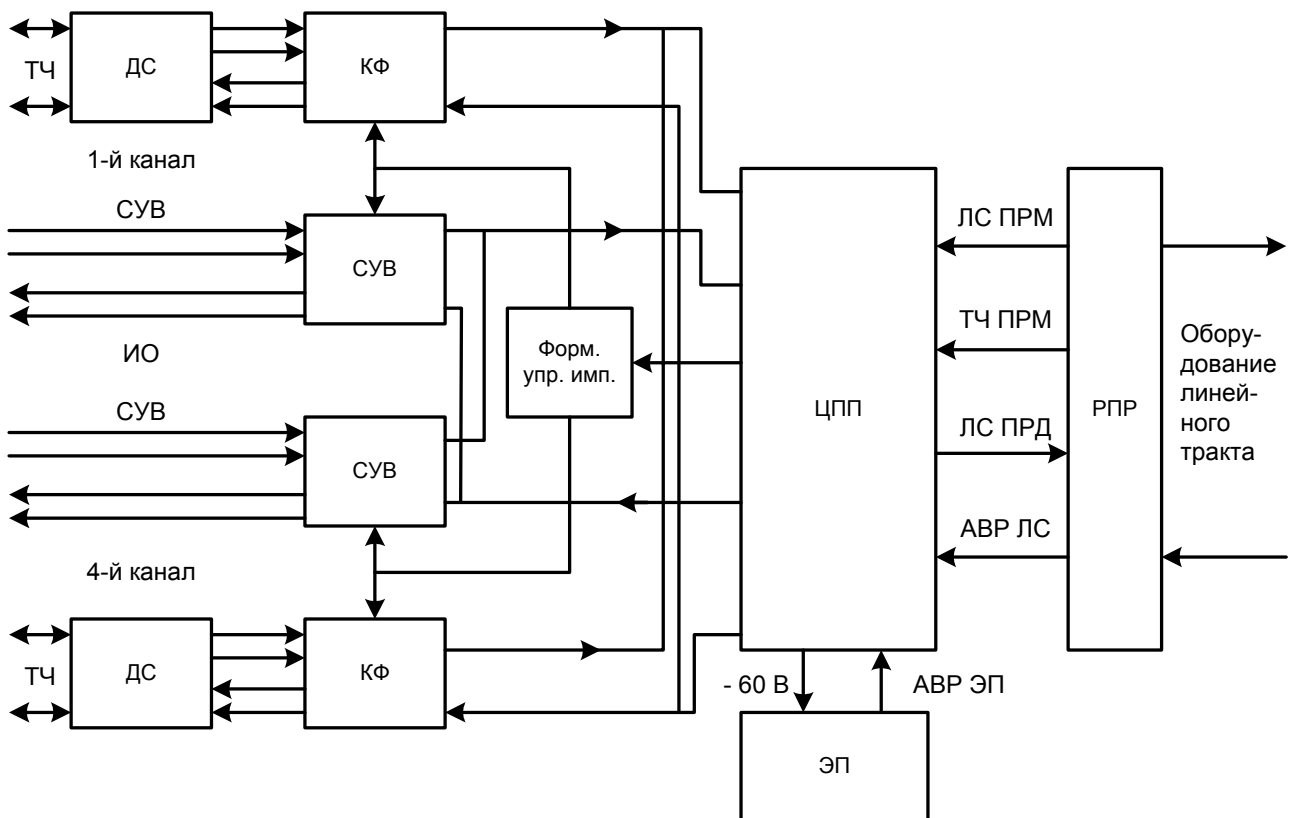 ТЧ
ДС
КФ
1-й канал
СУВ
СУВ
ИО
СУВ
СУВ
4-й канал
ТЧ
ДС
КФ
Форм.
упр. имп.
ЦПП
ЛС ПРМ
ТЧ ПРМ
ЛС ПРД
АВР ЛС
РПР
Обору-
дование
линей-
ного
тракта
- 60 В
АВР ЭП
ЭП